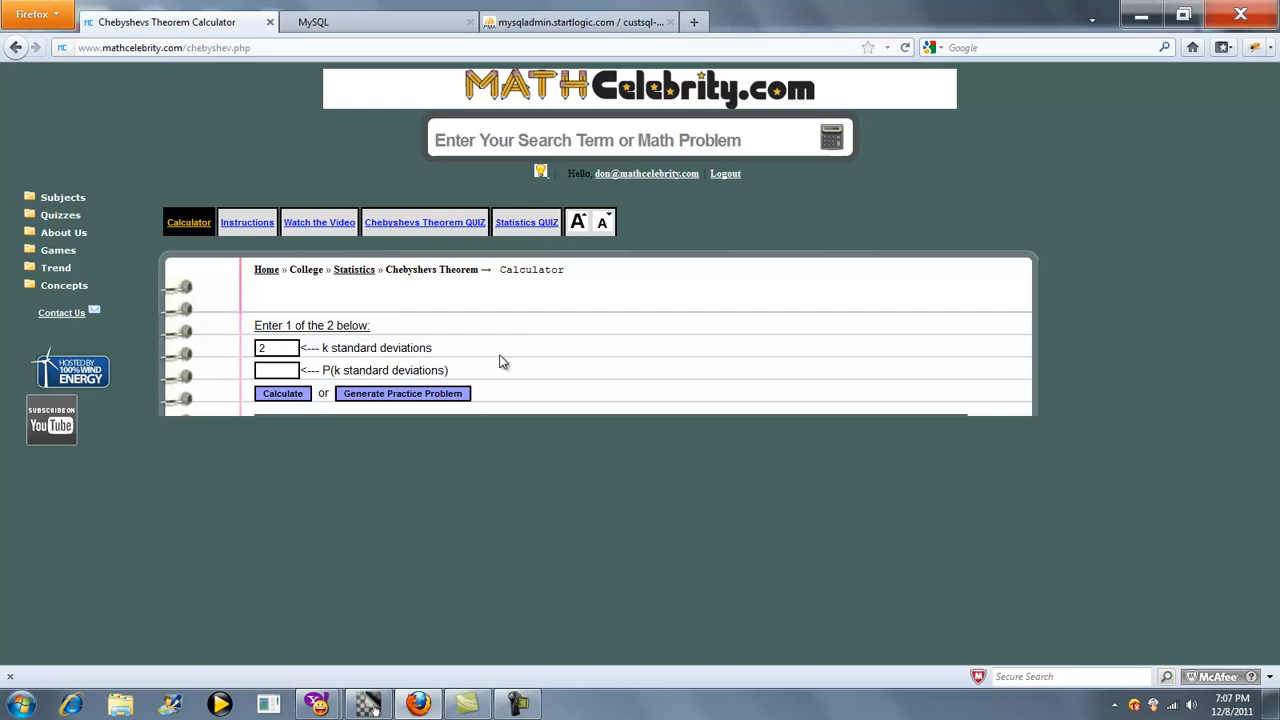 Firefox
Chebyshevs Theorem Calculator
MySQL
mysqladmin.startlogic.com / custsql-...
www.mathcelebrity.com/chebyshev.php
Google
MATHCelebrity.com
Enter Your Search Term or Math Problem
Hello, don@mathcelebrity.com | Logout
Subjects
Quizzes
About Us
Games
Trend
Concepts
Contact Us
HOSTED BY
100% WIND
ENERGY
SUBSCRIBE ON
YouTube
Calculator
Instructions
Watch the Video
Chebyshevs Theorem QUIZ
Statistics QUIZ
A A
Home » College » Statistics » Chebyshevs Theorem → Calculator
Enter 1 of the 2 below:
2 <--- k standard deviations
<--- P(k standard deviations)
Calculate or Generate Practice Problem
Secure Search
McAfee
7:07 PM
12/8/2011